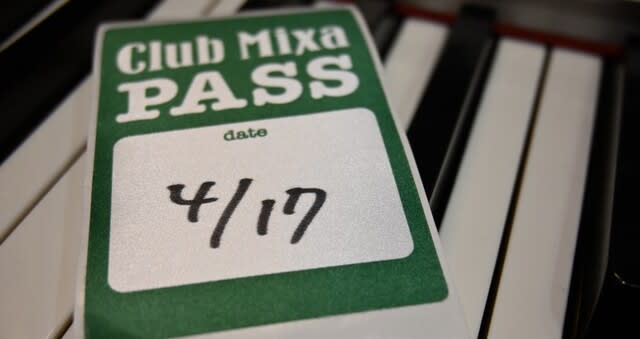 Club Mixa
PASS
date
4/17